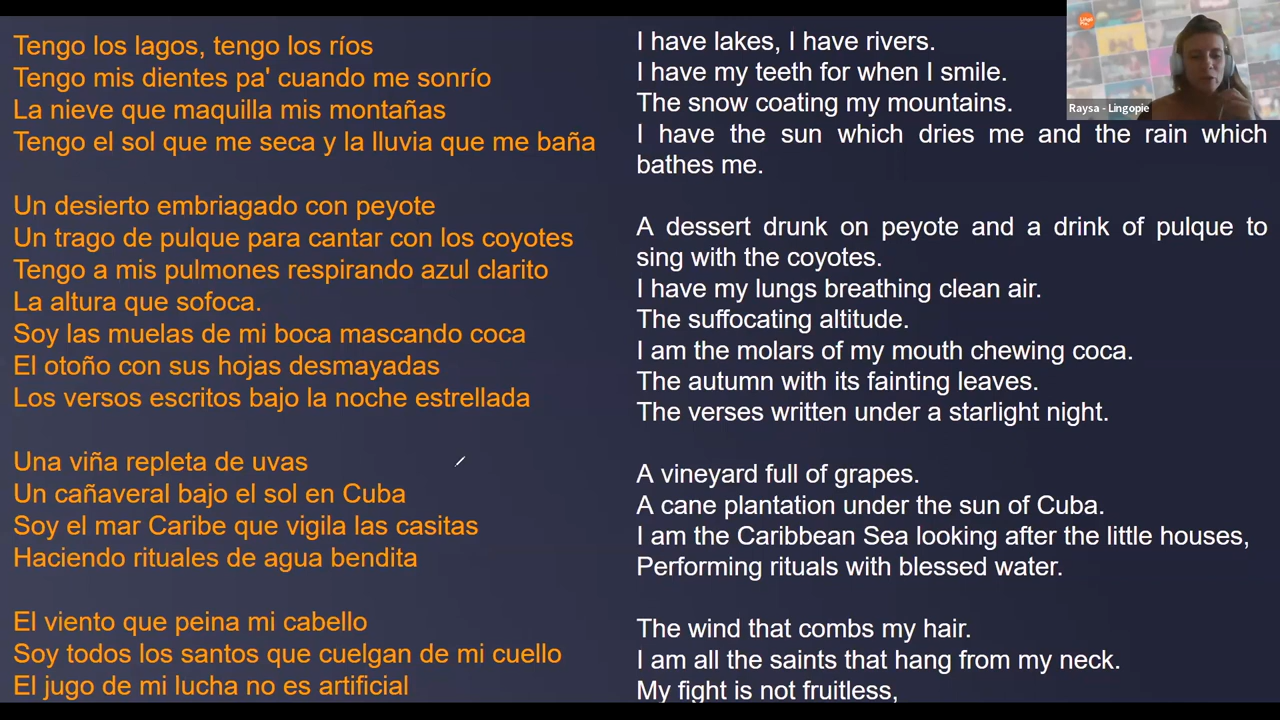 Tengo los lagos, tengo los ríos
Tengo mis dientes pa' cuando me sonrío
La nieve que maquilla mis montañas
Tengo el sol que me seca y la lluvia que me baña
Un desierto embriagado con peyote
Un trago de pulque para cantar con los coyotes
Tengo a mis pulmones respirando azul clarito
La altura que sofoca.
Soy las muelas de mi boca mascando coca
El otoño con sus hojas desmayadas
Los versos escritos bajo la noche estrellada
Una viña repleta de uvas
Un cañaveral bajo el sol en Cuba
Soy el mar Caribe que vigila las casitas
Haciendo rituales de agua bendita
El viento que peina mi cabello
Soy todos los santos que cuelgan de mi cuello
El jugo de mi lucha no es artificial
I have lakes, I have rivers.
I have my teeth for when I smile.
The snow coating my mountains.
I have the sun which dries me and the rain which
bathes me.
A dessert drunk on peyote and a drink of pulque to
sing with the coyotes.
I have my lungs breathing clean air.
The suffocating altitude.
I am the molars of my mouth chewing coca.
The autumn with its fainting leaves.
The verses written under a starlight night.
A vineyard full of grapes.
A cane plantation under the sun of Cuba.
I am the Caribbean Sea looking after the little houses,
Performing rituals with blessed water.
The wind that combs my hair.
I am all the saints that hang from my neck.
My fight is not fruitless,
Raysa - Lingopie